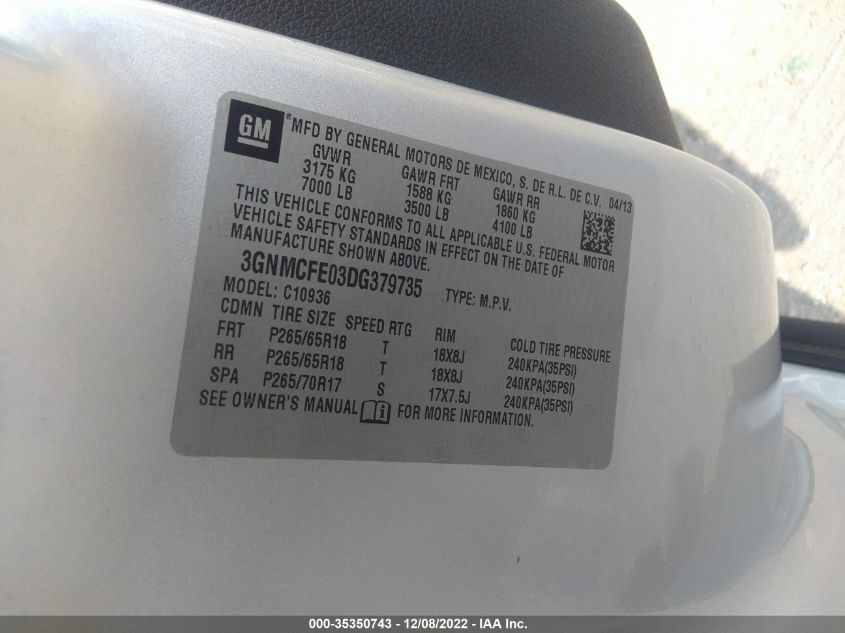 GM
®MFD BY GENERAL MOTORS DE MEXICO, S. DE R.L. DE C.V. 04/13
GVWR GAWR FRT GAWR RR
3175 KG 1588 KG 1860 KG
7000 LB 3500 LB 4100 LB
THIS VEHICLE CONFORMS TO ALL APPLICABLE U.S. FEDERAL MOTOR
VEHICLE SAFETY STANDARDS IN EFFECT ON THE DATE OF
MANUFACTURE SHOWN ABOVE.
3GNMCFE03DG379735 TYPE: M.P.V.
MODEL: C10936
CDMN TIRE SIZE SPEED RTG RIM COLD TIRE PRESSURE
FRT P265/65R18 T 18X8J 240KPA(35PSI)
RR P265/65R18 T 18X8J 240KPA(35PSI)
SPA P265/70R17 S 17X7.5J 240KPA(35PSI)
SEE OWNER'S MANUAL i FOR MORE INFORMATION.
000-35350743 - 12/08/2022 - IAA Inc.